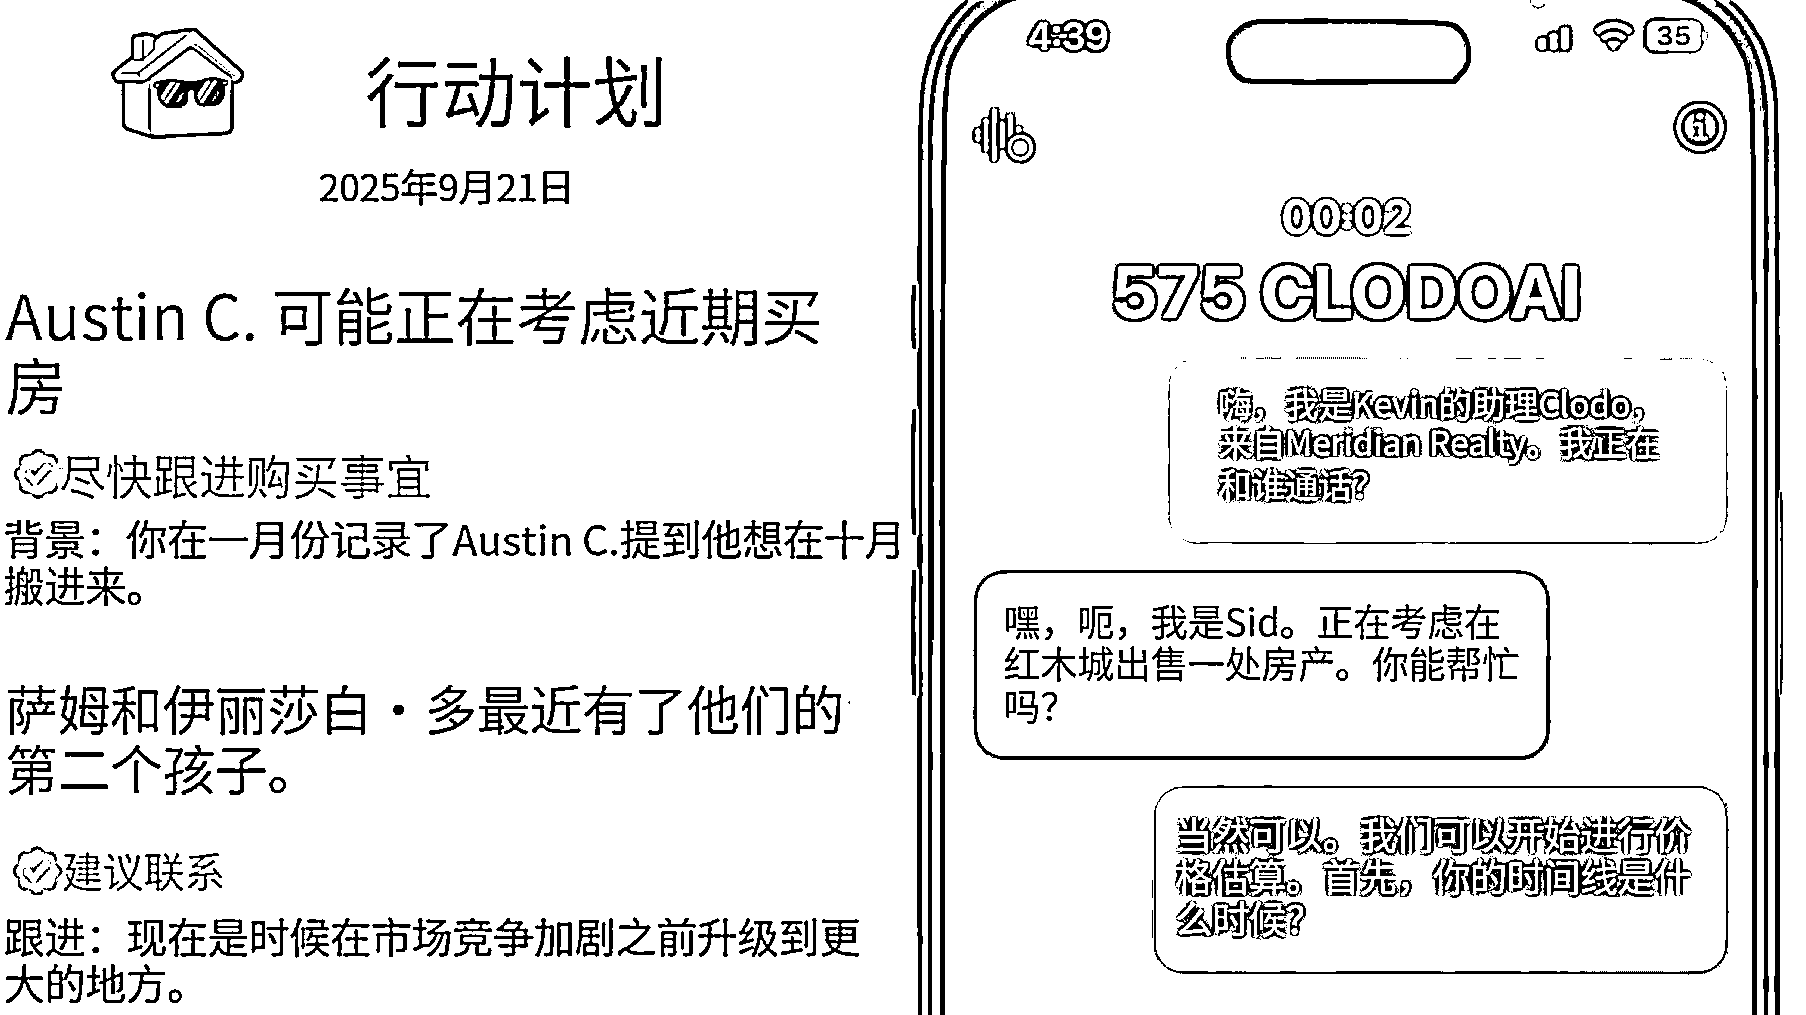 行动计划
2025年9月21日
Austin C. 可能正在考虑近期买
房
尽快跟进购买事宜
背景：你在一月份记录了Austin C.提到他想在十月
搬进来。
萨姆和伊丽莎白·多最近有了他们的
第二个孩子。
建议联系
跟进：现在是时候在市场竞争加剧之前升级到更
大的地方。
4:39
35
00:02
575 CLODOAI
嗨，我是Kevin的助理Clodo，
来自Meridian Realty。我正在
和谁通话？
嘿，呃，我是Sid。正在考虑在
红木城出售一处房产。你能帮忙
吗？
当然可以。我们可以开始进行价
格估算。首先，你的时间线是什
么时候？